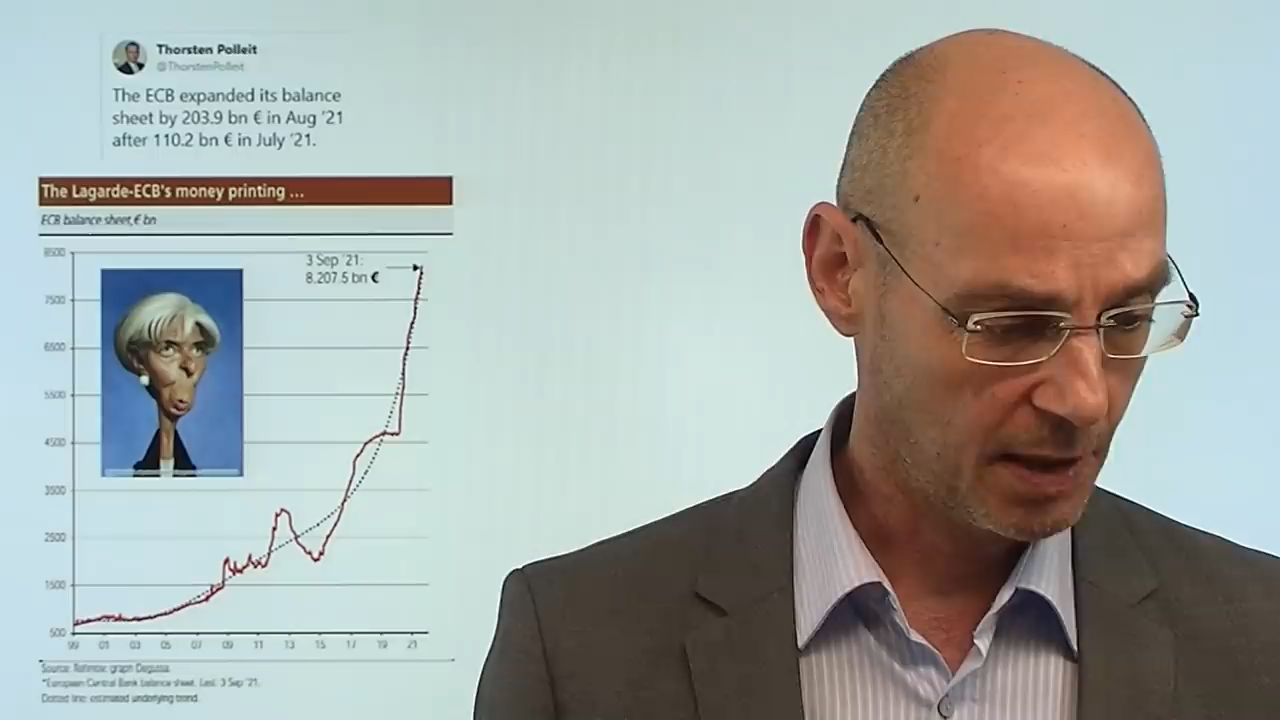 Thorsten Polleit
@ThorstenPolleit
The ECB expanded its balance
sheet by 203.9 bn € in Aug '21
after 110.2 bn € in July '21.
The Lagarde-ECB's money printing ...
ECB balance sheet, € bn
8500
3 Sep '21:
8.207.5 bn €
7500
6500
5500
4500
3500
2500
1500
500
99 01 03 05 07 09 11 13 15 17 19 21
Source: Refinitiv; graph Degussa.
*European Central Bank balance sheet. Last: 3 Sep '21.
Dotted line: estimated underlying trend.